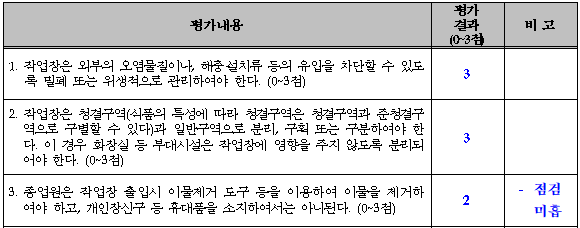 평가내용
평가
결과
(0~3점)
비 고
1. 작업장은 외부의 오염물질이나, 해충·설치류 등의 유입을 차단할 수 있도
록 밀폐 또는 위생적으로 관리하여야 한다. (0~3점)
3
2. 작업장은 청결구역(식품의 특성에 따라 청결구역은 청결구역과 준청결구
역으로 구별할 수 있다)과 일반구역으로 분리, 구획 또는 구분하여야 한
다. 이 경우 화장실 등 부대시설은 작업장에 영향을 주지 않도록 분리되
어야 한다. (0~3점)
3
3. 종업원은 작업장 출입시 이물제거 도구 등을 이용하여 이물을 제거하
여야 하고, 개인장신구 등 휴대품을 소지하여서는 아니된다. (0~3점)
2
- 점검
미흡